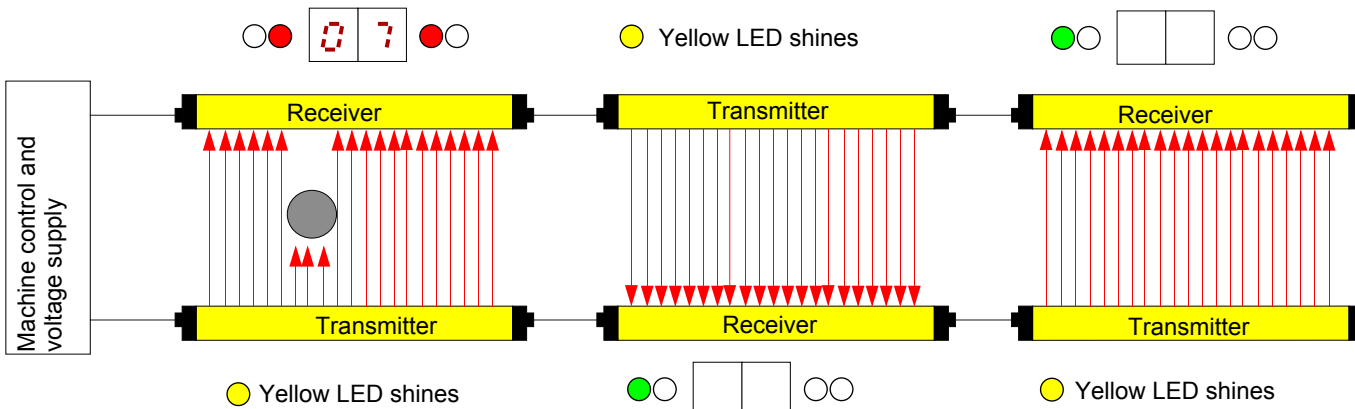 0 7
Yellow LED shines
Receiver
Transmitter
Receiver
Machine control and
voltage supply
Transmitter
Receiver
Transmitter
Yellow LED shines
Yellow LED shines